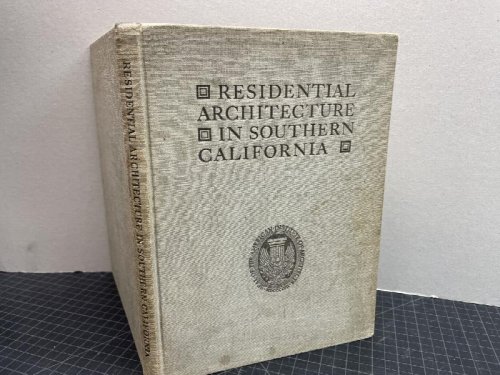 RESIDENTIAL
ARCHITECTURE
IN SOUTHERN
CALIFORNIA
RESIDENTIAL ARCHITECTURE IN SOUTHERN CALIFORNIA